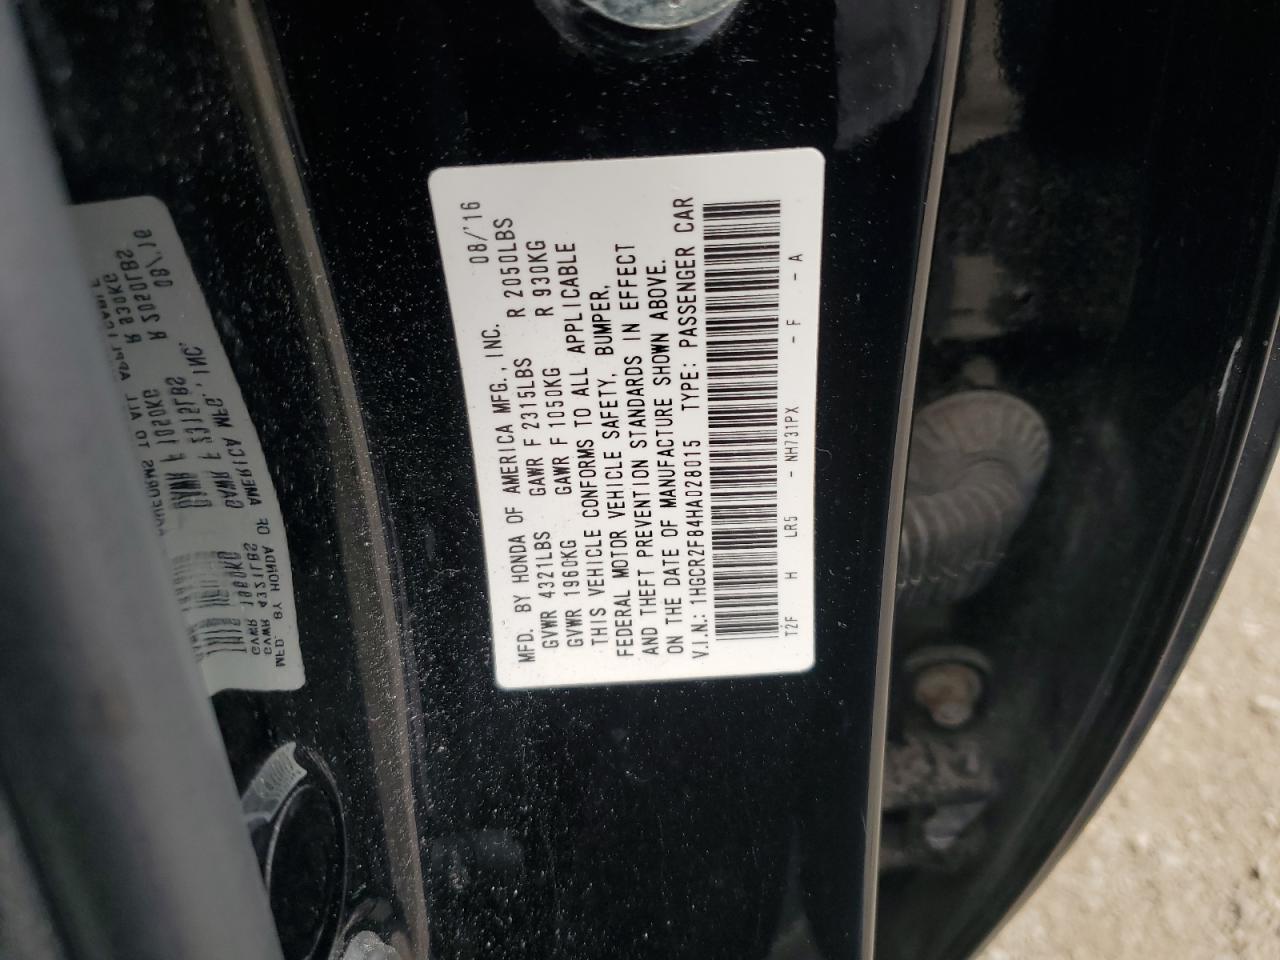 MFD. BY HONDA OF AMERICA MFG., INC. 08/'16
GVWR 4321LBS GAWR F 2315LBS R 2050LBS
GVWR 1960KG GAWR F 1050KG R 930KG
THIS VEHICLE CONFORMS TO ALL APPLICABLE
FEDERAL MOTOR VEHICLE SAFETY, BUMPER,
AND THEFT PREVENTION STANDARDS IN EFFECT
ON THE DATE OF MANUFACTURE SHOWN ABOVE.
V.I.N.: 1HGCR2F84HA028015 TYPE: PASSENGER CAR
T2F H LR5 - NH731PX - F - A